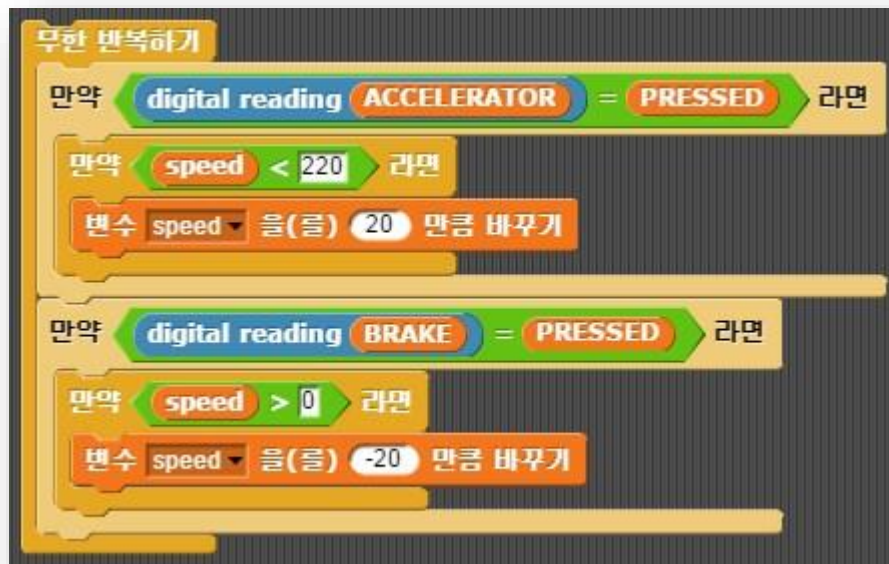 무한 반복하기
만약 digital reading ACCELERATOR = PRESSED 라면
만약 speed < 220 라면
변수 speed 을(를) 20 만큼 바꾸기
만약 digital reading BRAKE = PRESSED 라면
만약 speed > 0 라면
변수 speed 을(를) -20 만큼 바꾸기